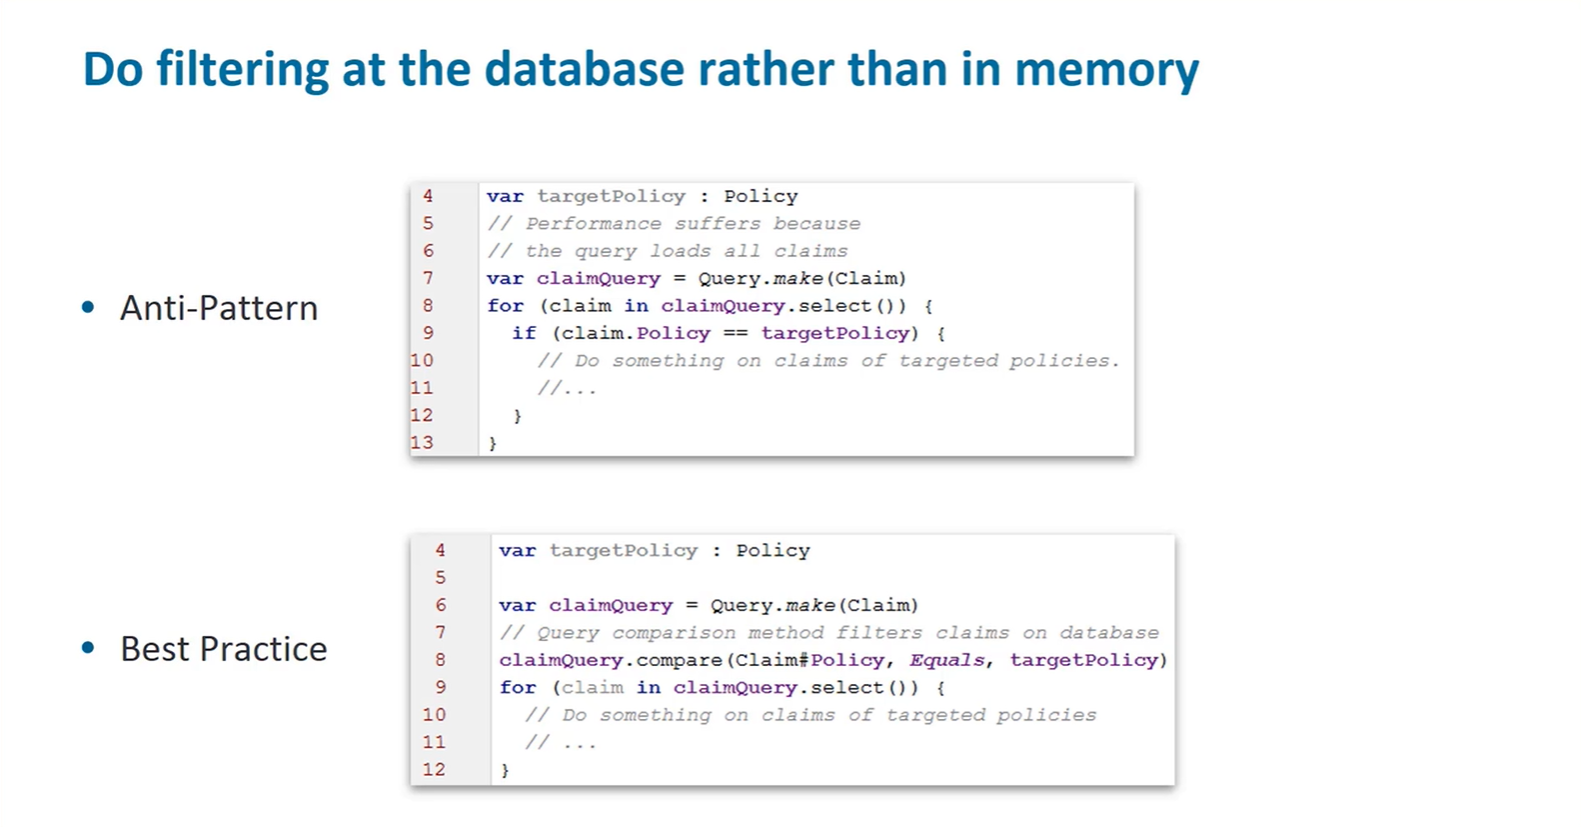 Do filtering at the database rather than in memory
• Anti-Pattern
4 var targetPolicy : Policy
5 // Performance suffers because
6 // the query loads all claims
7 var claimQuery = Query.make(Claim)
8 for (claim in claimQuery.select()) {
9   if (claim.Policy == targetPolicy) {
10     // Do something on claims of targeted policies.
11     //...
12   }
13 }
• Best Practice
4 var targetPolicy : Policy
5
6 var claimQuery = Query.make(Claim)
7 // Query comparison method filters claims on database
8 claimQuery.compare(Claim#Policy, Equals, targetPolicy)
9 for (claim in claimQuery.select()) {
10   // Do something on claims of targeted policies
11   // ...
12 }